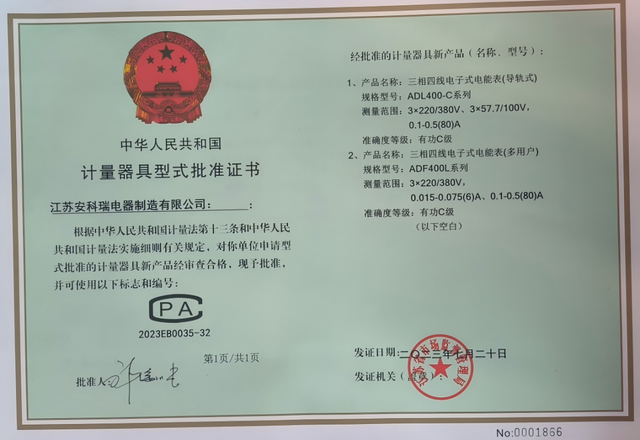 中华人民共和国
计量器具型式批准证书
江苏安科瑞电器制造有限公司：
根据中华人民共和国计量法第十三条和中华人民
共和国计量法实施细则有关规定，对你单位申请型
式批准的计量器具新产品经审查合格，现予批准，
并可使用以下标志和编号：
CPA
2023EB0035-32
第1页/共1页
批准人
经批准的计量器具新产品（名称、型号）：
1、产品名称：三相四线电子式电能表(导轨式)
规格型号：ADL400-C系列
测量范围：3×220/380V、3×57.7/100V，
0.1-0.5(80)A
准确度等级：有功C级
2、产品名称：三相四线电子式电能表(多用户)
规格型号：ADF400L系列
测量范围：3×220/380V，
0.015-0.075(6)A、0.1-0.5(80)A
准确度等级：有功C级
（以下空白）
发证日期：二〇二三年七月二十日
发证机关（盖章）：
江苏省市场监督管理局
No:0001866